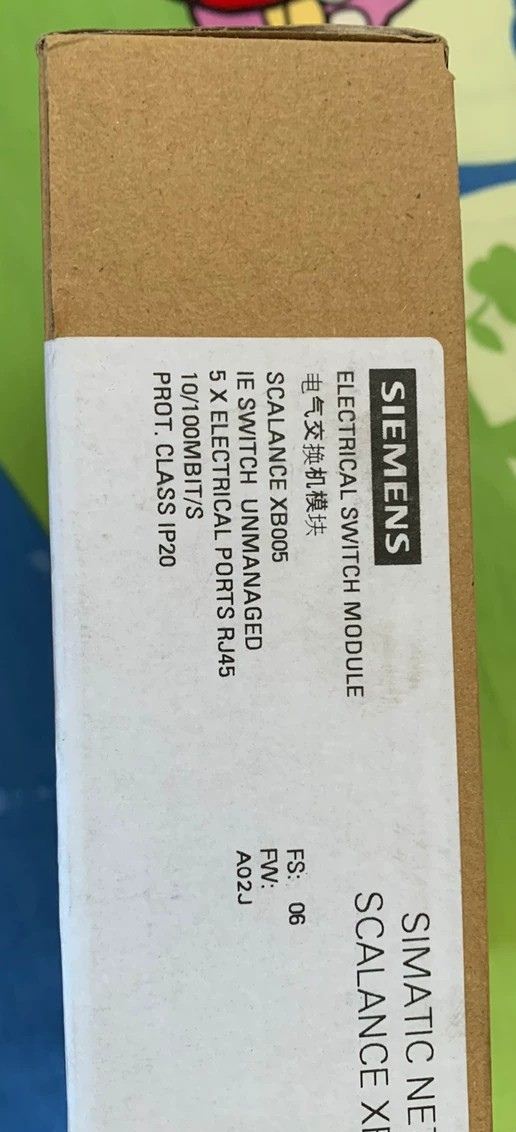 SIEMENS
ELECTRICAL SWITCH MODULE
电气交换机模块
SCALANCE XB005
IE SWITCH UNMANAGED
5 X ELECTRICAL PORTS RJ45
10/100MBIT/S
PROT. CLASS IP20
FS: 06
FW:
A02J
SIMATIC
SCALANCE